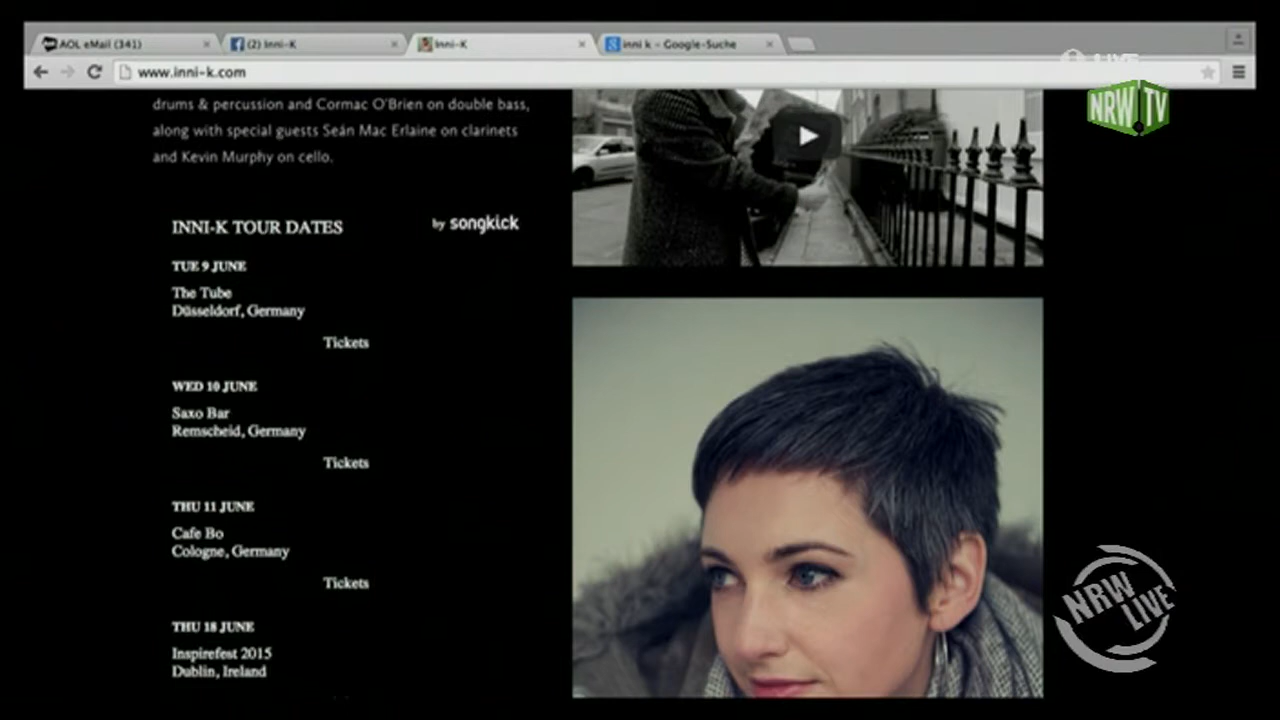 AOL eMail (341)
(2) Inni-K
Inni-K
inni k - Google-Suche
www.inni-k.com
LIVE
NRW TV
drums & percussion and Cormac O'Brien on double bass,
along with special guests Seán Mac Erlaine on clarinets
and Kevin Murphy on cello.
INNI-K TOUR DATES
by songkick
TUE 9 JUNE
The Tube
Düsseldorf, Germany
Tickets
WED 10 JUNE
Saxo Bar
Remscheid, Germany
Tickets
THU 11 JUNE
Cafe Bo
Cologne, Germany
Tickets
THU 18 JUNE
Inspirefest 2015
Dublin, Ireland
NRW
LIVE